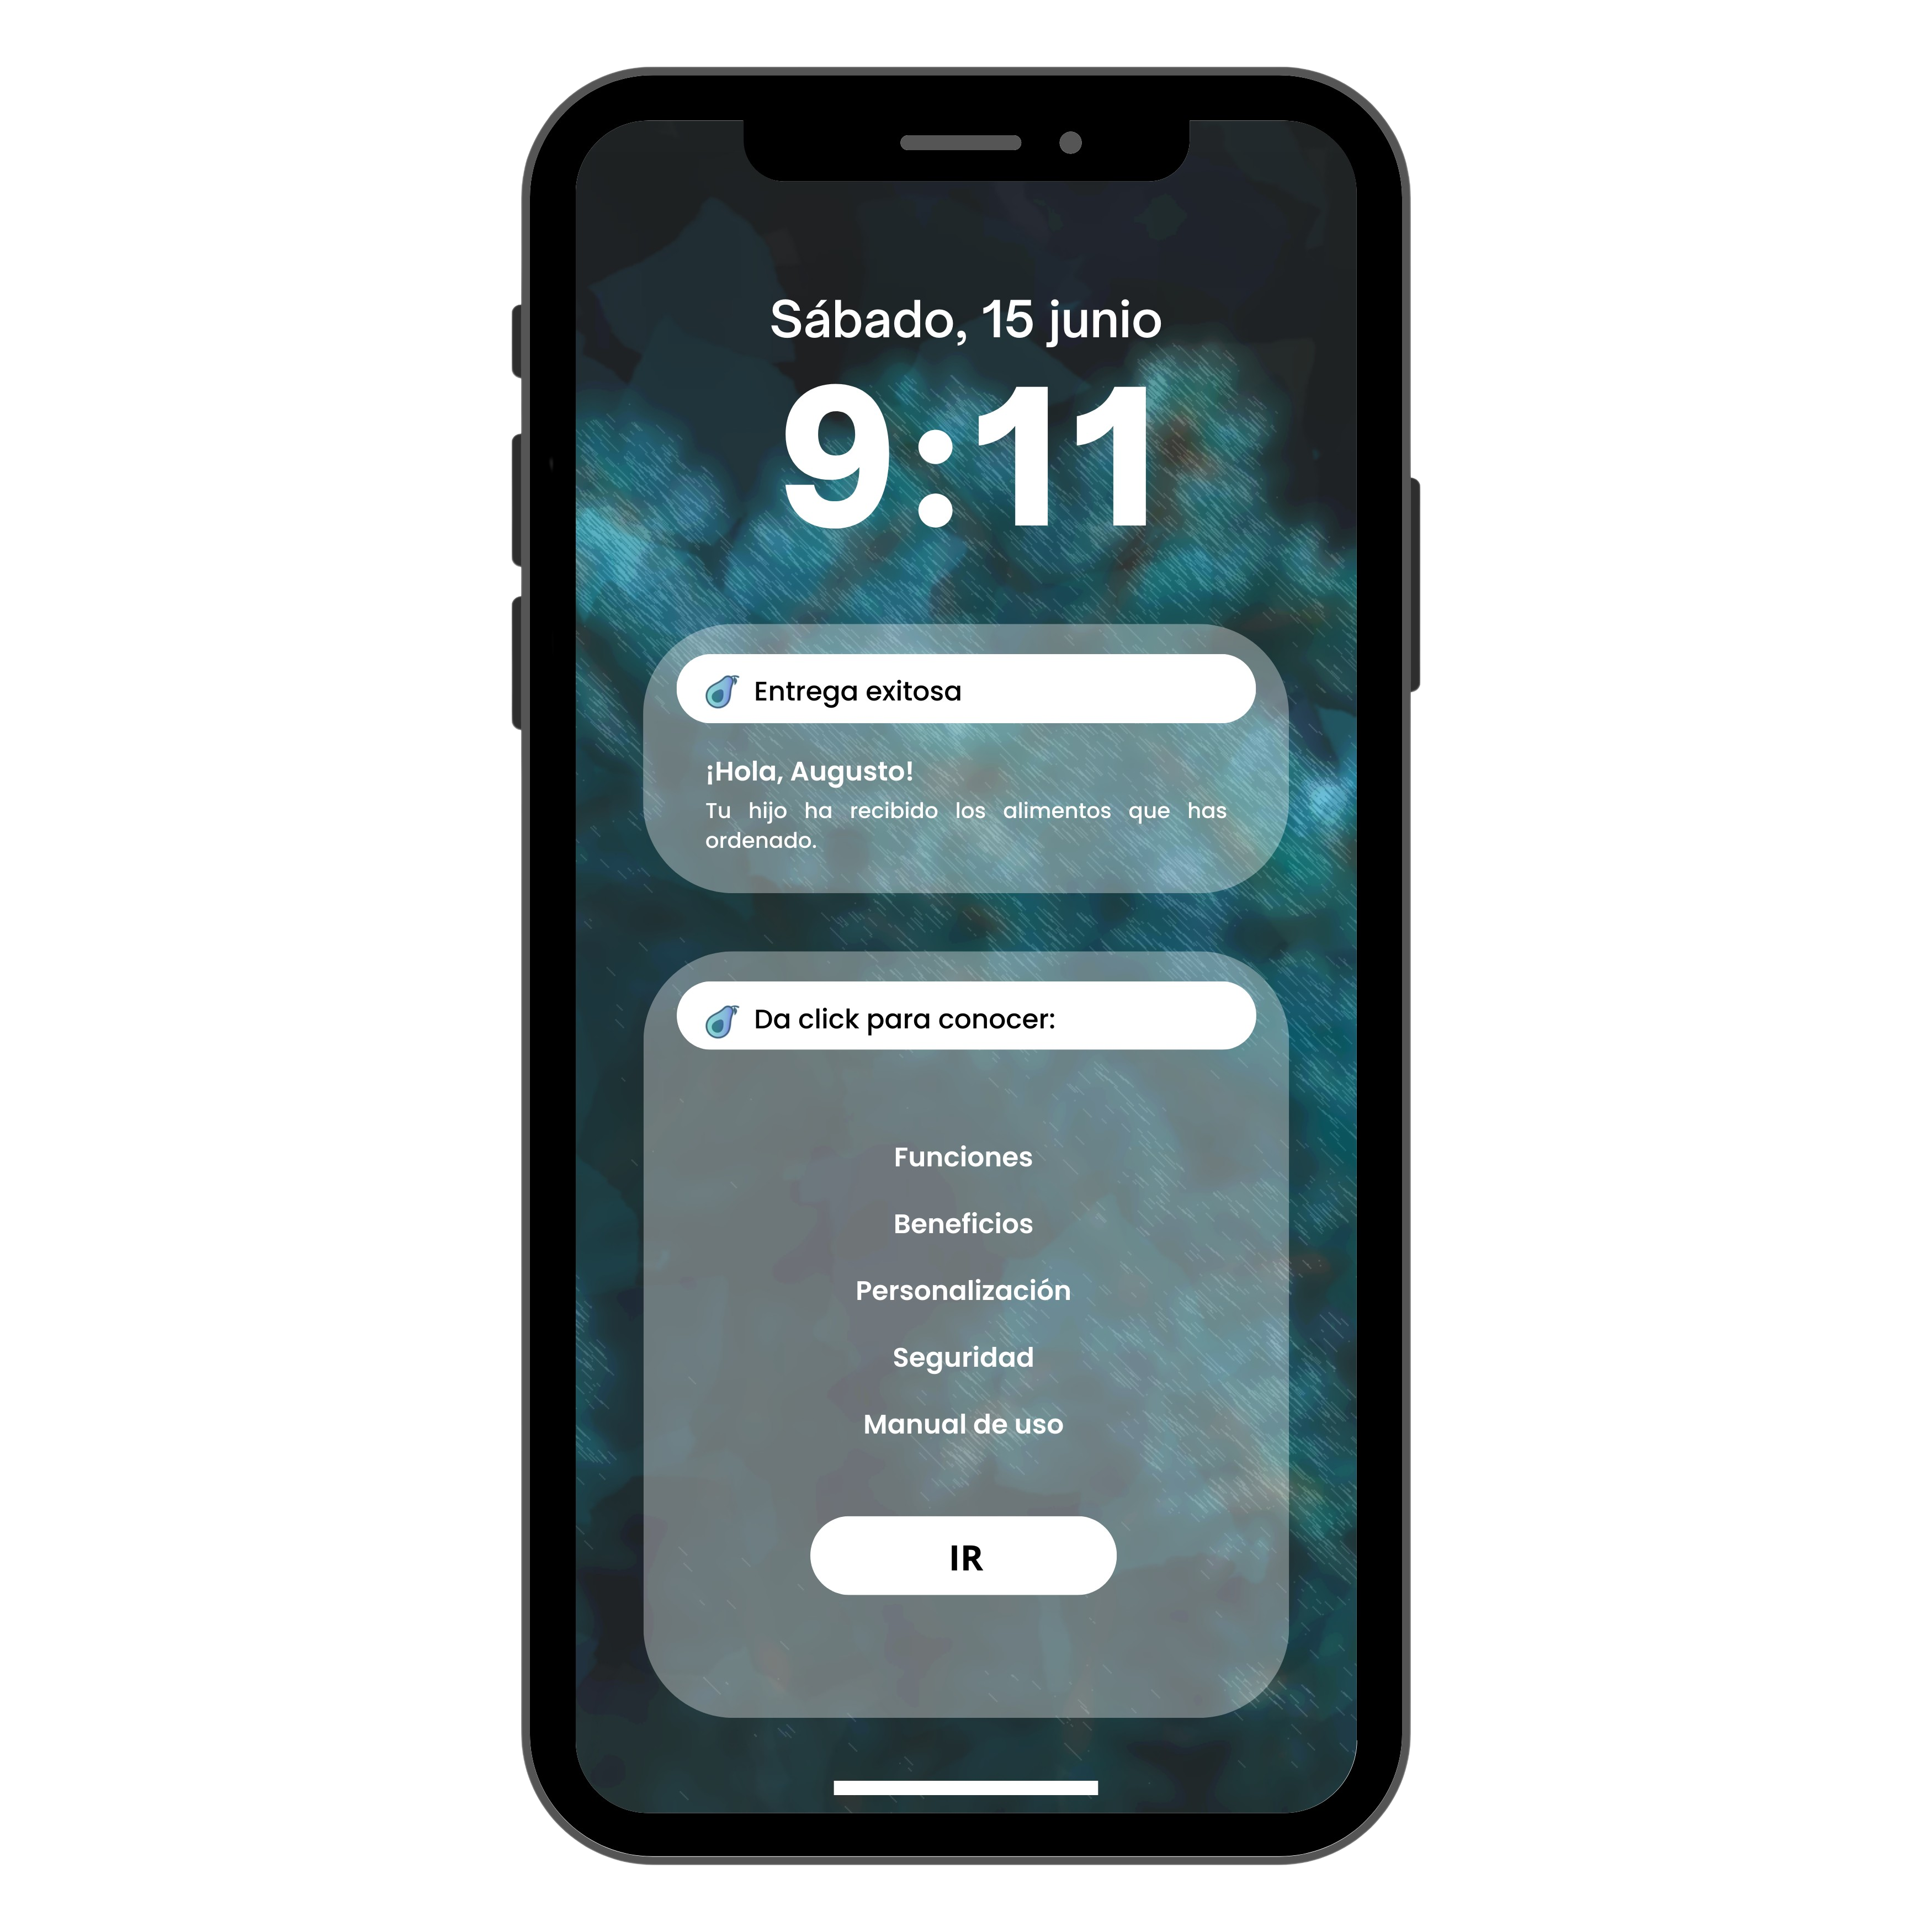 Sábado, 15 junio
9:11
Entrega exitosa
¡Hola, Augusto!
Tu hijo ha recibido los alimentos que has
ordenado.
Da click para conocer:
Funciones
Beneficios
Personalización
Seguridad
Manual de uso
IR